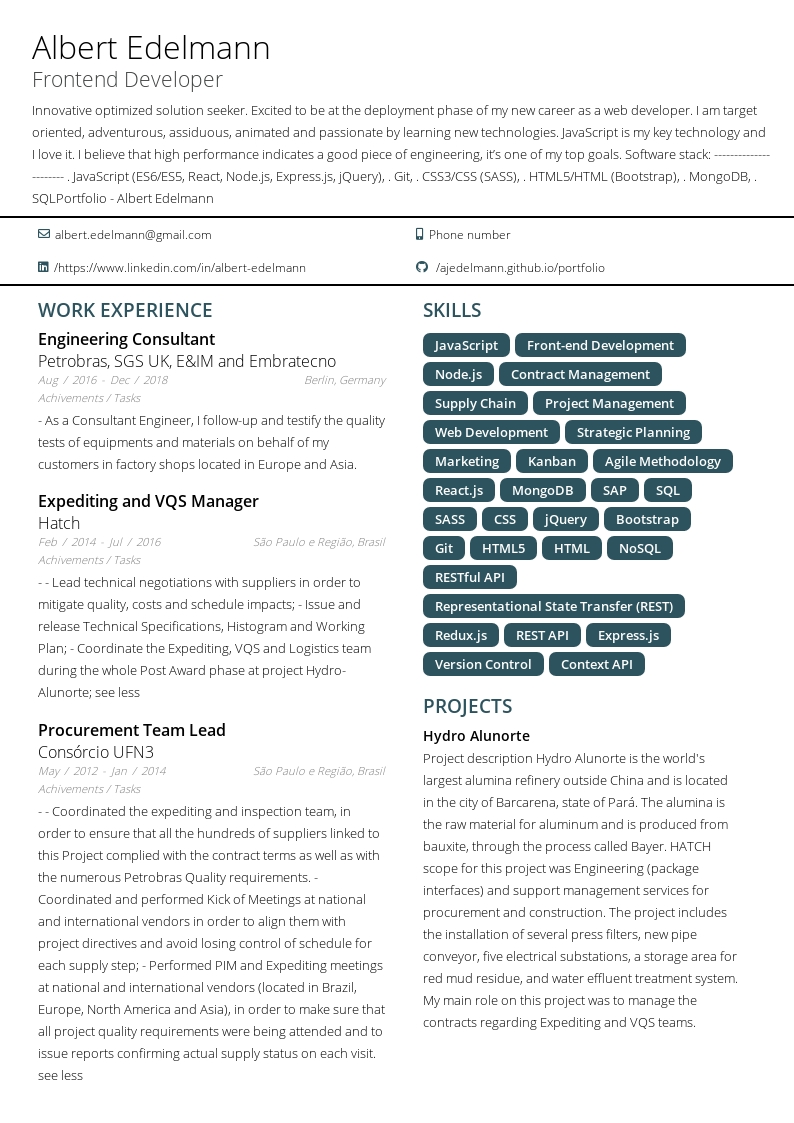 Albert Edelmann
Frontend Developer
Innovative optimized solution seeker. Excited to be at the deployment phase of my new career as a web developer. I am target
oriented, adventurous, assiduous, animated and passionate by learning new technologies. JavaScript is my key technology and
I love it. I believe that high performance indicates a good piece of engineering, it’s one of my top goals. Software stack: --------------
-------- . JavaScript (ES6/ES5, React, Node.js, Express.js, jQuery), . Git, . CSS3/CSS (SASS), . HTML5/HTML (Bootstrap), . MongoDB, .
SQLPortfolio - Albert Edelmann
albert.edelmann@gmail.com
Phone number
/https://www.linkedin.com/in/albert-edelmann
/ajedelmann.github.io/portfolio
WORK EXPERIENCE
Engineering Consultant
Petrobras, SGS UK, E&IM and Embratecno
Aug / 2016 - Dec / 2018 Berlin, Germany
Achivements / Tasks
- As a Consultant Engineer, I follow-up and testify the quality
tests of equipments and materials on behalf of my
customers in factory shops located in Europe and Asia.
Expediting and VQS Manager
Hatch
Feb / 2014 - Jul / 2016 São Paulo e Região, Brasil
Achivements / Tasks
- - Lead technical negotiations with suppliers in order to
mitigate quality, costs and schedule impacts; - Issue and
release Technical Specifications, Histogram and Working
Plan; - Coordinate the Expediting, VQS and Logistics team
during the whole Post Award phase at project Hydro-
Alunorte; see less
Procurement Team Lead
Consórcio UFN3
May / 2012 - Jan / 2014 São Paulo e Região, Brasil
Achivements / Tasks
- - Coordinated the expediting and inspection team, in
order to ensure that all the hundreds of suppliers linked to
this Project complied with the contract terms as well as with
the numerous Petrobras Quality requirements. -
Coordinated and performed Kick of Meetings at national
and international vendors in order to align them with
project directives and avoid losing control of schedule for
each supply step; - Performed PIM and Expediting meetings
at national and international vendors (located in Brazil,
Europe, North America and Asia), in order to make sure that
all project quality requirements were being attended and to
issue reports confirming actual supply status on each visit.
see less
SKILLS
JavaScript Front-end Development
Node.js Contract Management
Supply Chain Project Management
Web Development Strategic Planning
Marketing Kanban Agile Methodology
React.js MongoDB SAP SQL
SASS CSS jQuery Bootstrap
Git HTML5 HTML NoSQL
RESTful API
Representational State Transfer (REST)
Redux.js REST API Express.js
Version Control Context API
PROJECTS
Hydro Alunorte
Project description Hydro Alunorte is the world's
largest alumina refinery outside China and is located
in the city of Barcarena, state of Pará. The alumina is
the raw material for aluminum and is produced from
bauxite, through the process called Bayer. HATCH
scope for this project was Engineering (package
interfaces) and support management services for
procurement and construction. The project includes
the installation of several press filters, new pipe
conveyor, five electrical substations, a storage area for
red mud residue, and water effluent treatment system.
My main role on this project was to manage the
contracts regarding Expediting and VQS teams.